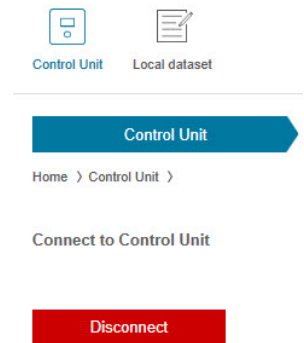 Control Unit Local dataset
Control Unit
Home 〉 Control Unit 〉
Connect to Control Unit
Disconnect